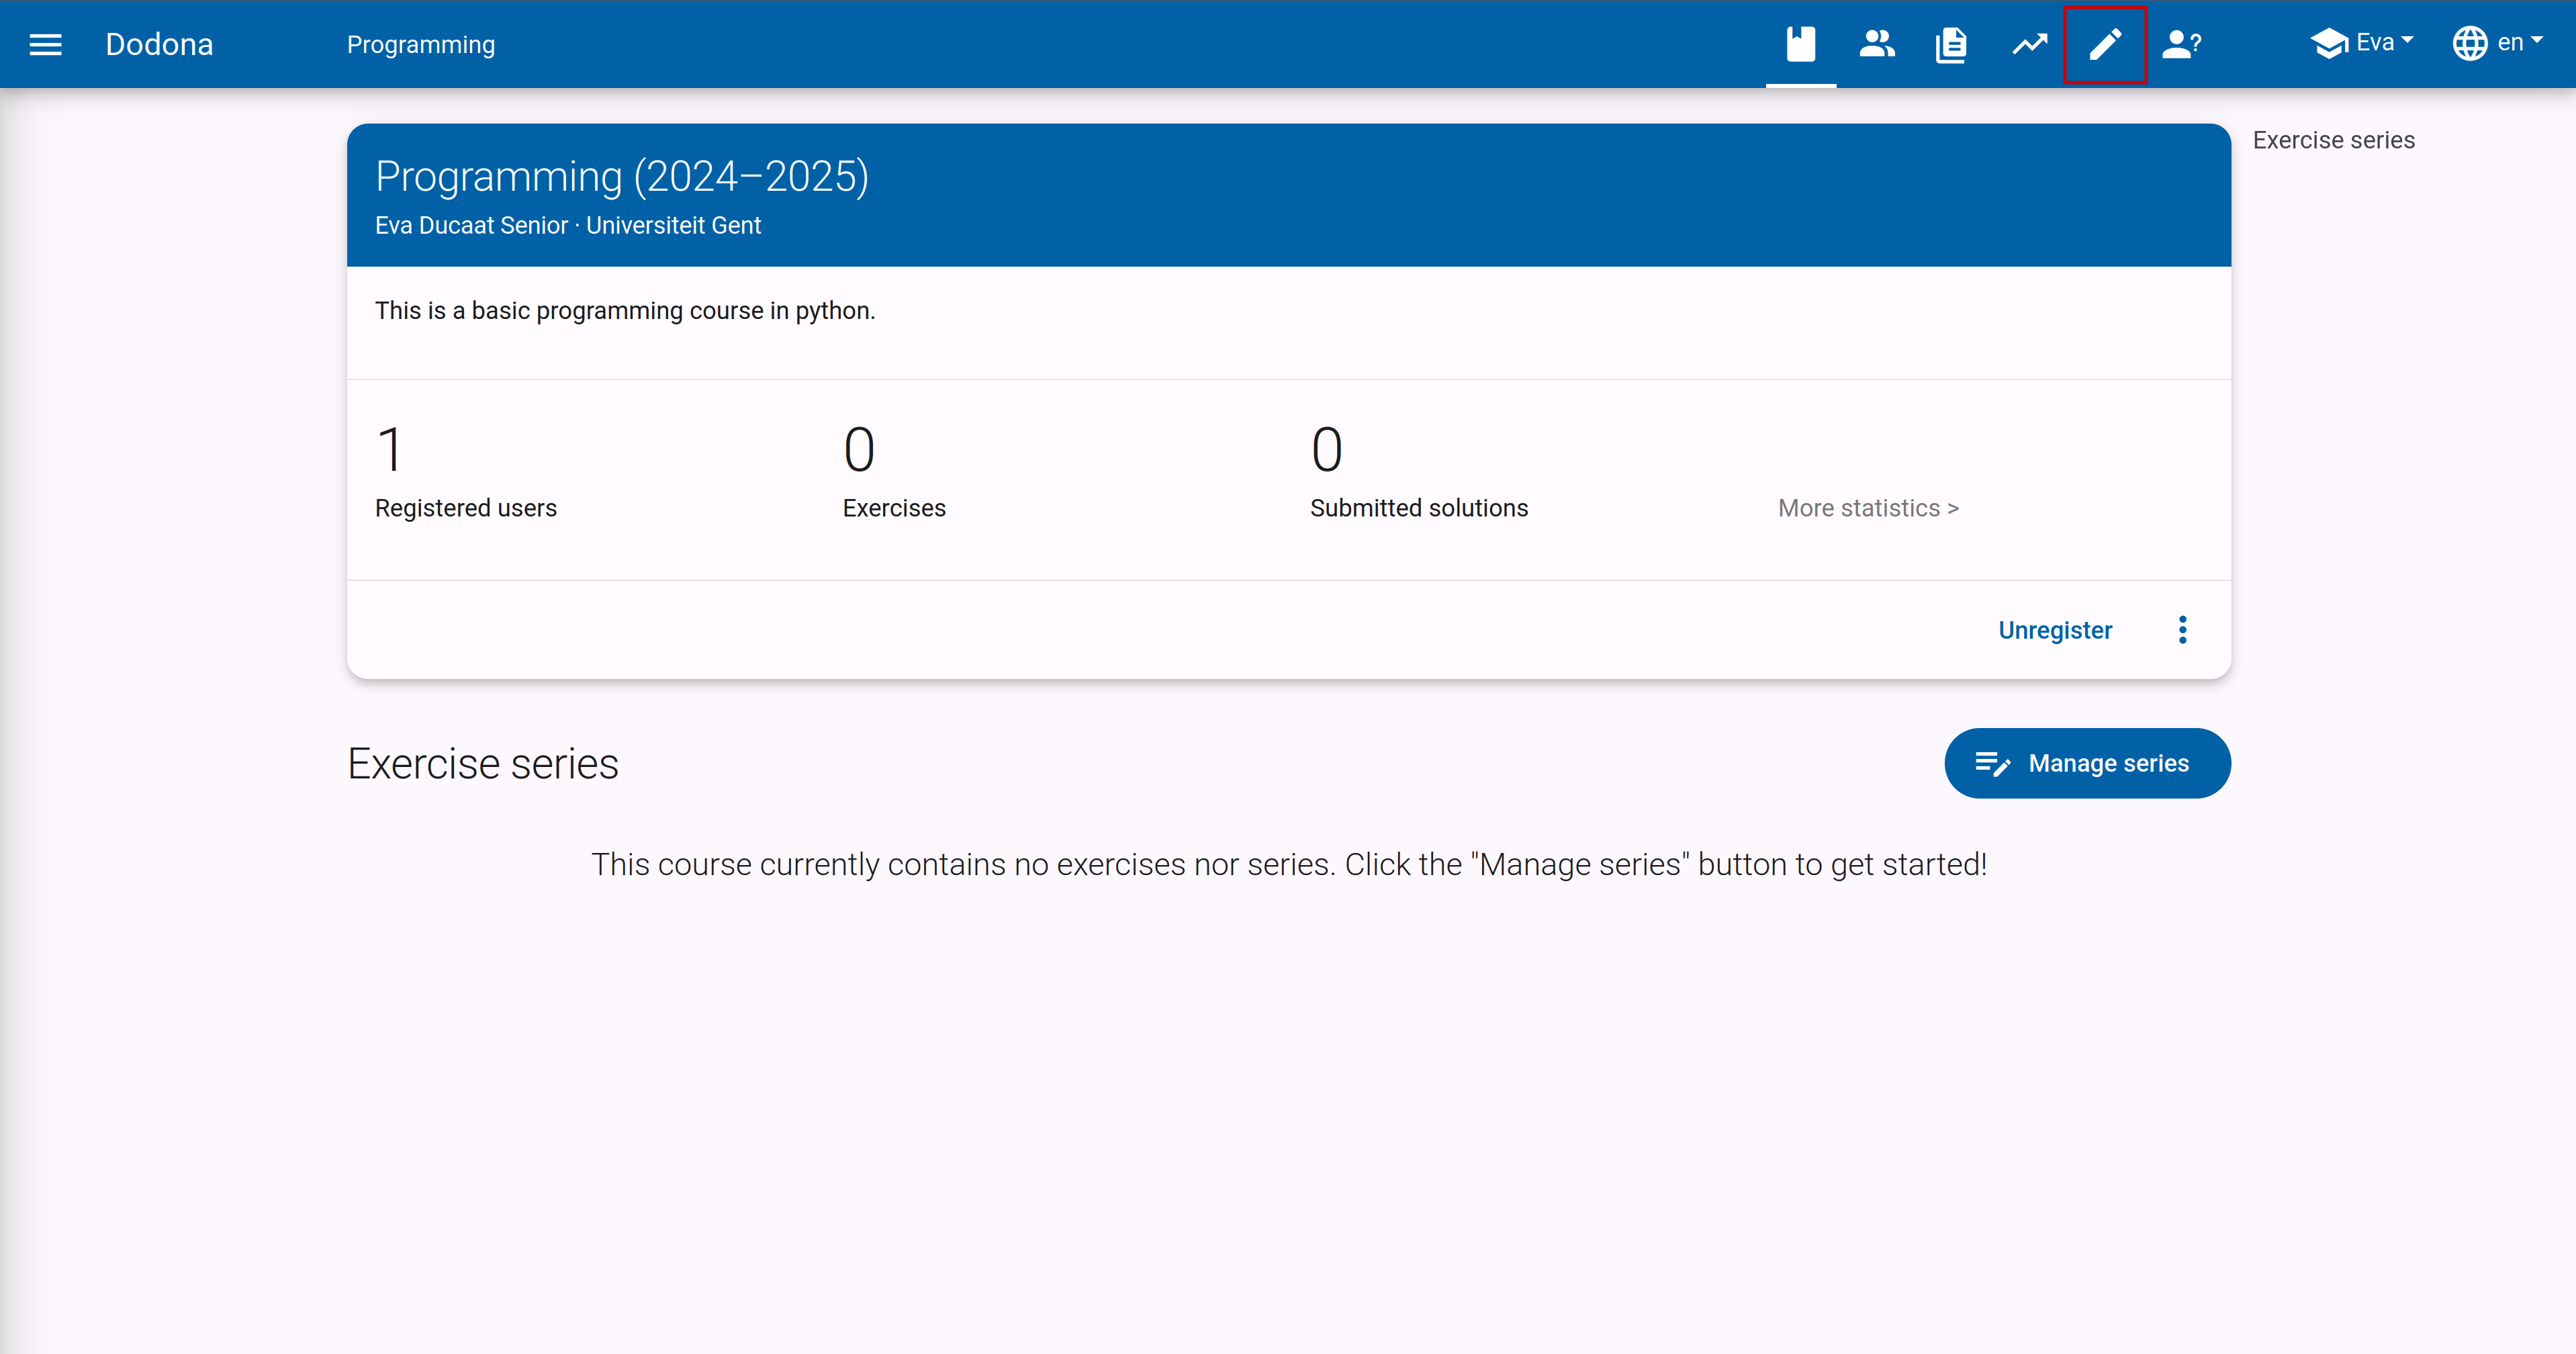 Dodona
Programming
Eva
en
Programming (2024–2025)
Eva Ducaat Senior · Universiteit Gent
Exercise series
This is a basic programming course in python.
1
Registered users
0
Exercises
0
Submitted solutions
More statistics >
Unregister
Exercise series
Manage series
This course currently contains no exercises nor series. Click the "Manage series" button to get started!